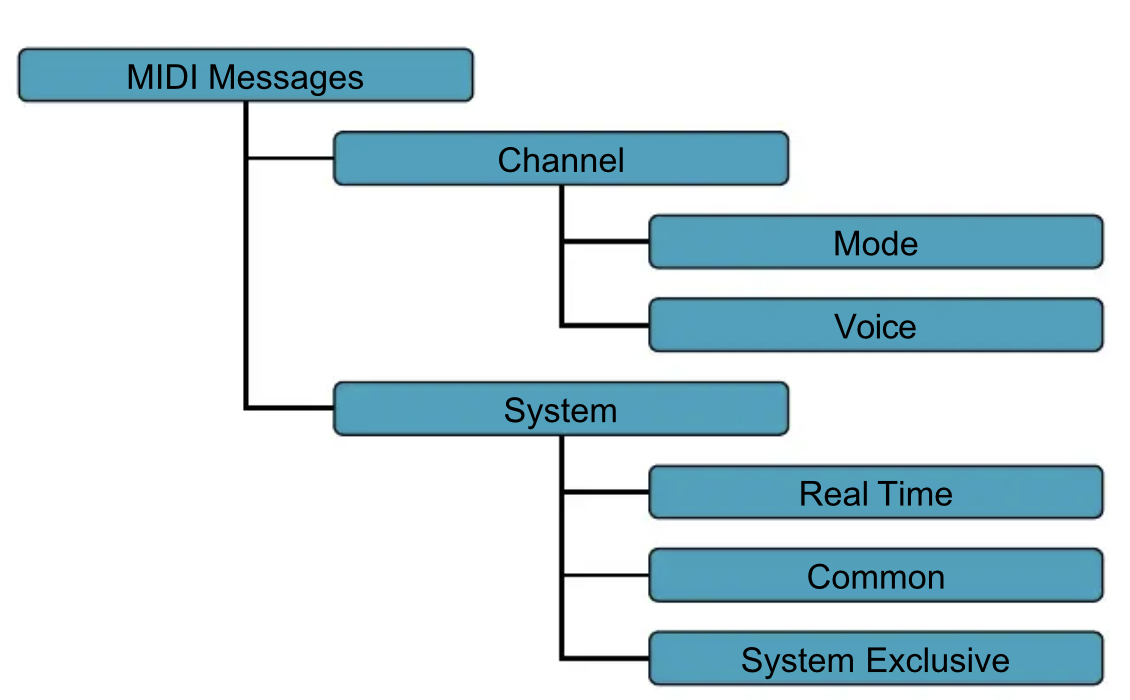 MIDI Messages
Channel
Mode
Voice
System
Real Time
Common
System Exclusive